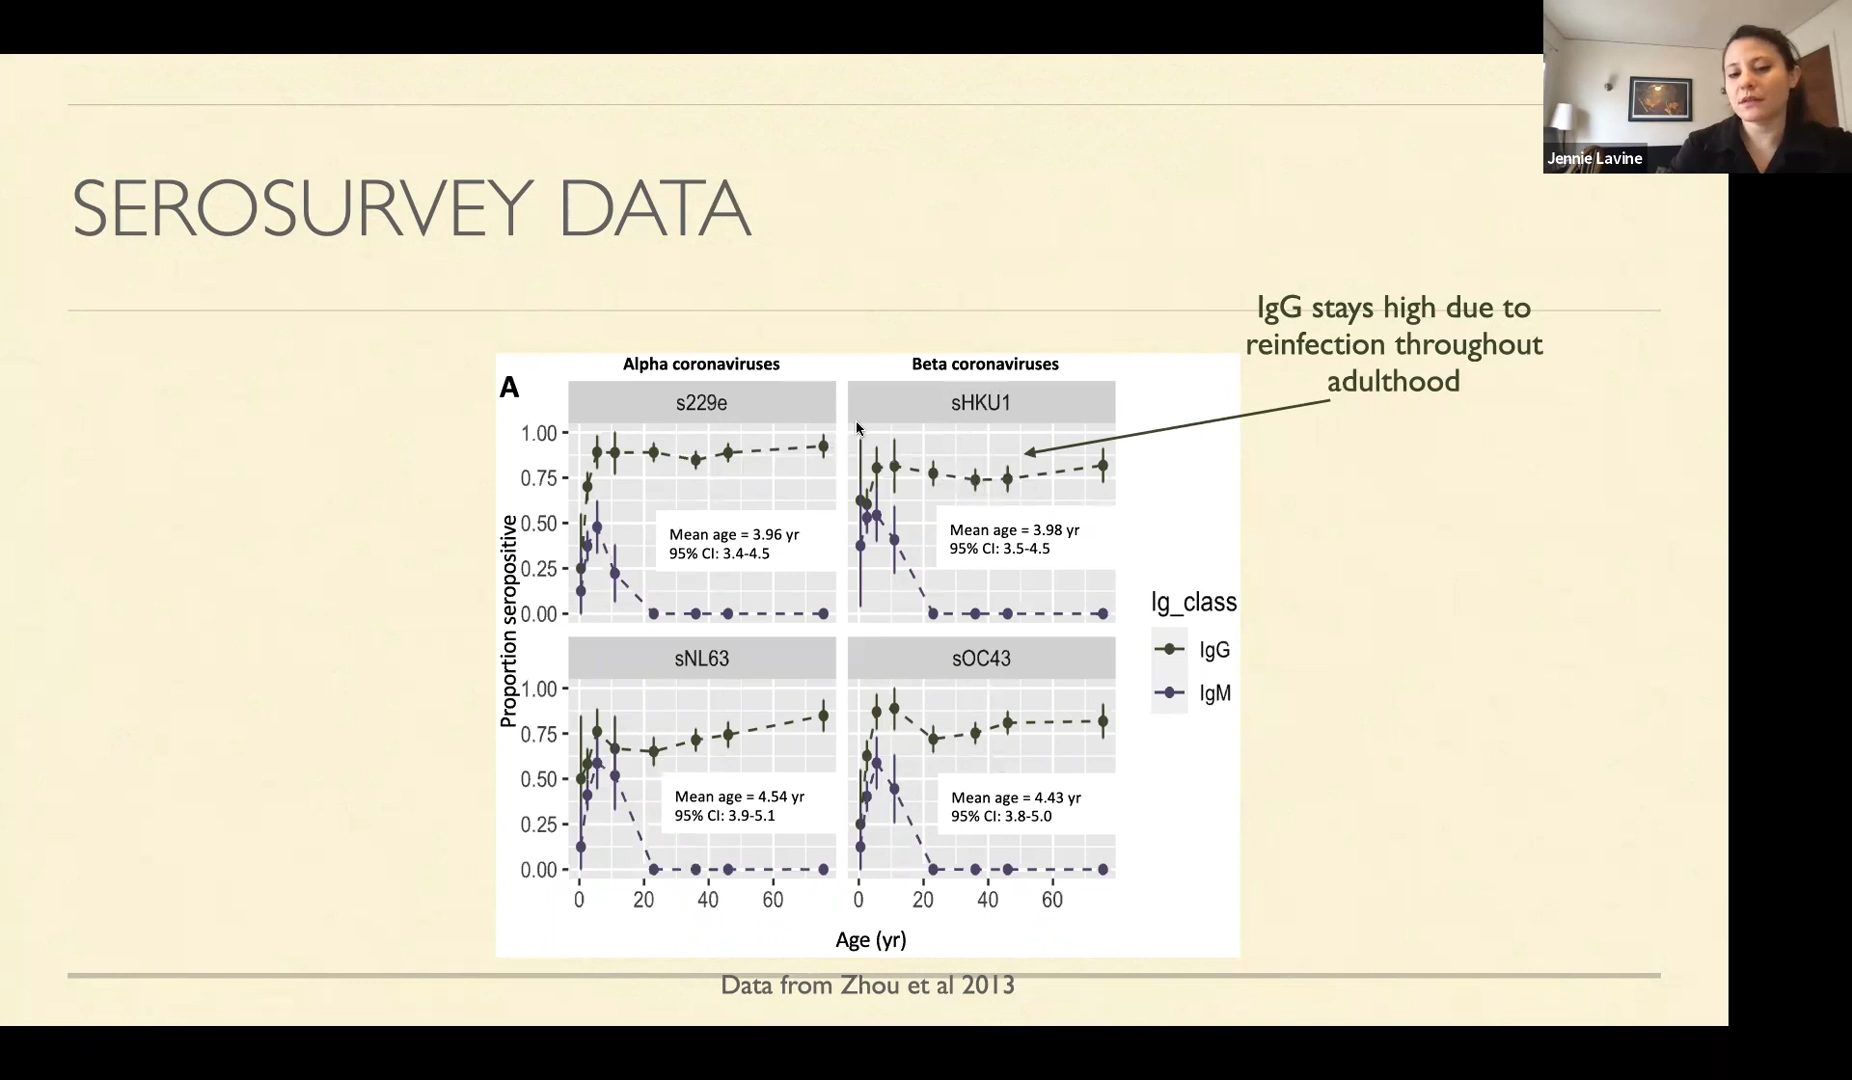 Jennie Lavine
SEROSURVEY DATA
IgG stays high due to
reinfection throughout
adulthood
Alpha coronaviruses
Beta coronaviruses
A
s229e
sHKU1
1.00
0.75
0.50
0.25
0.00
Mean age = 3.96 yr
95% CI: 3.4-4.5
Mean age = 3.98 yr
95% CI: 3.5-4.5
Proportion seropositive
sNL63
sOC43
1.00
0.75
0.50
0.25
0.00
Mean age = 4.54 yr
95% CI: 3.9-5.1
Mean age = 4.43 yr
95% CI: 3.8-5.0
0 20 40 60
0 20 40 60
Age (yr)
Ig_class
IgG
IgM
Data from Zhou et al 2013